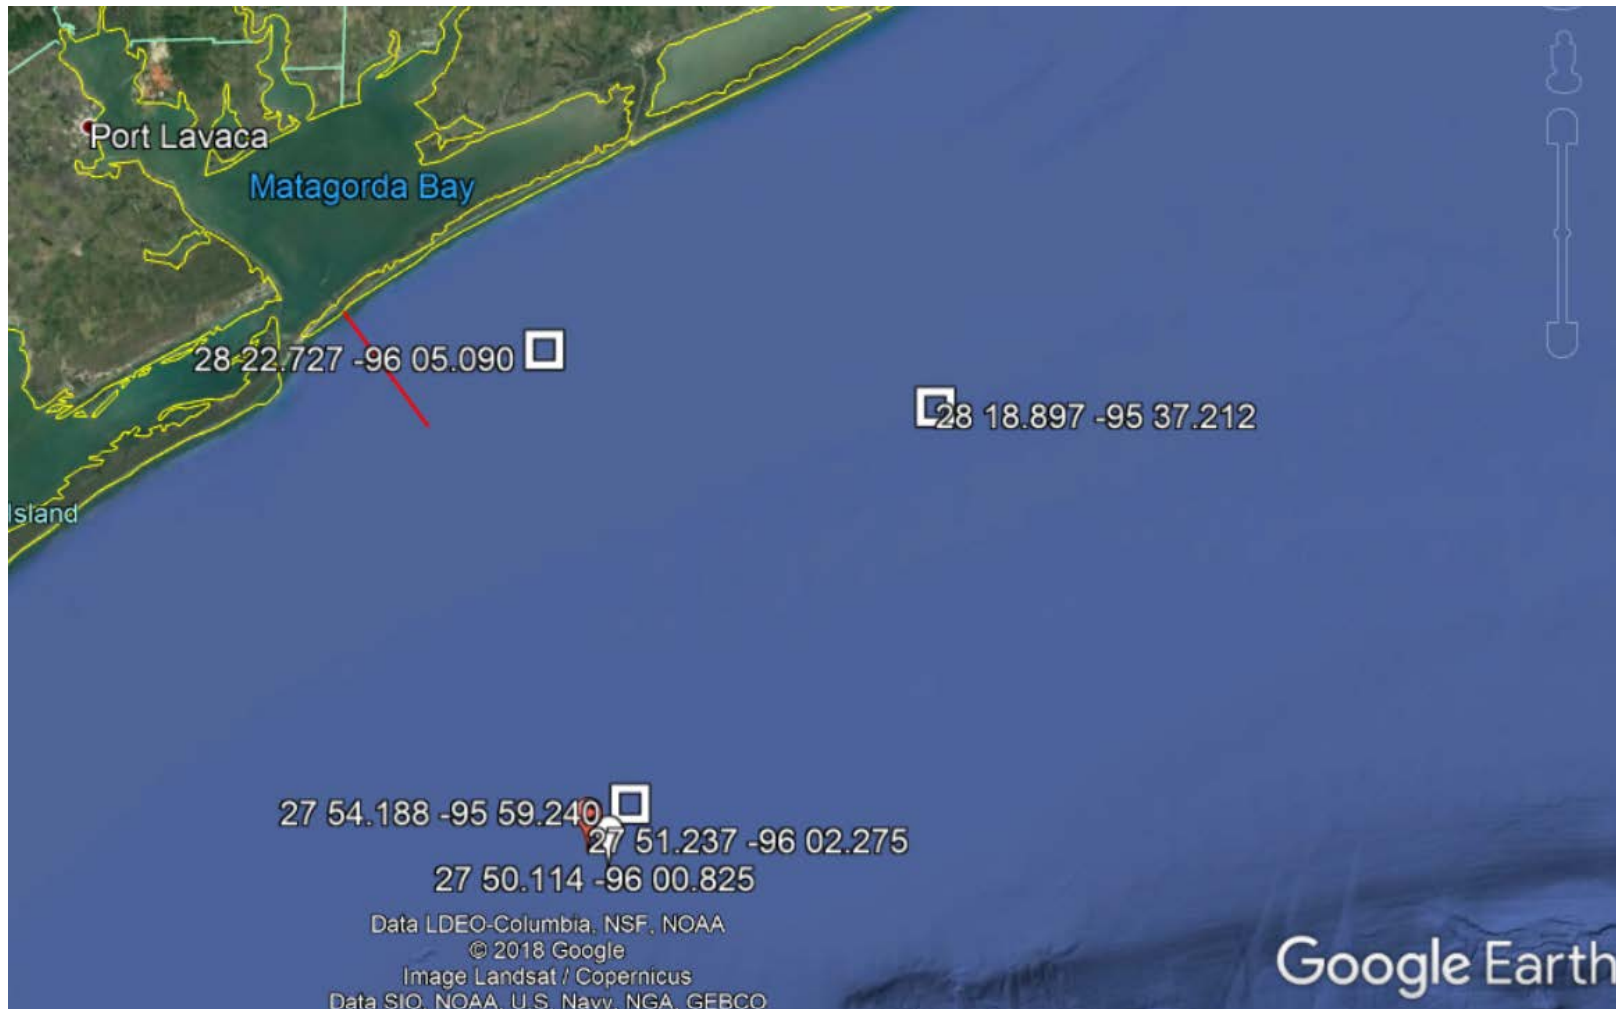 Port Lavaca
Matagorda Bay
28 22.727 -96 05.090
28 18.897 -95 37.212
Island
27 54.188 -95 59.240
27 51.237 -96 02.275
27 50.114 -96 00.825
Data LDEO-Columbia, NSF, NOAA
© 2018 Google
Image Landsat / Copernicus
Data SIO, NOAA, U.S. Navy, NGA, GEBCO
Google Earth